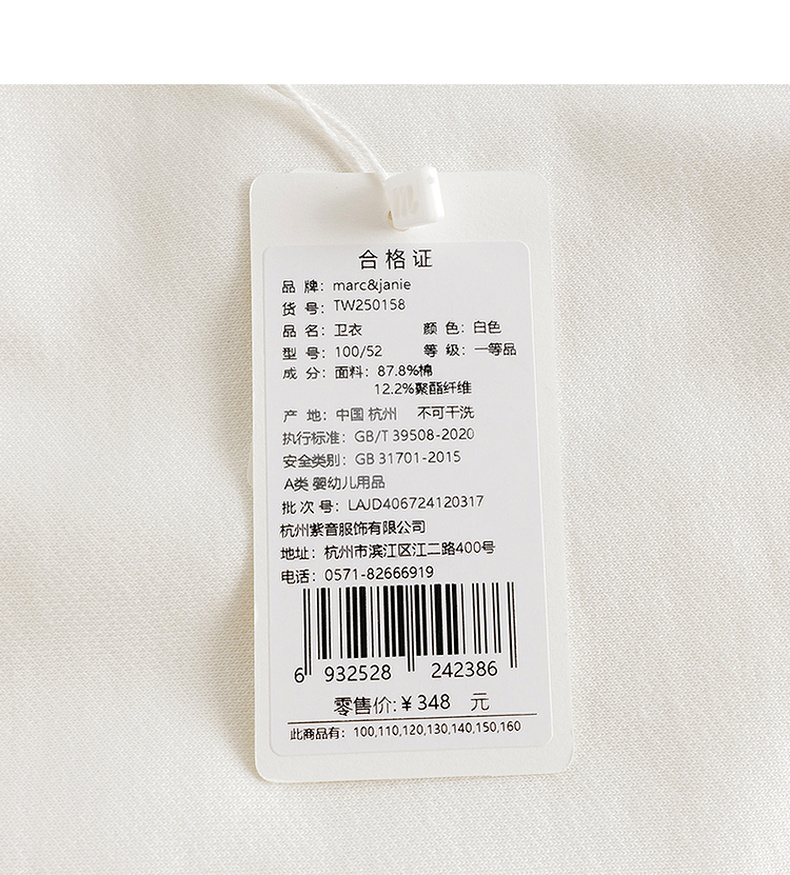 合格证
品 牌：marc&janie
货 号：TW250158
品 名：卫衣 颜 色：白色
型 号：100/52 等 级：一等品
成 分：面料：87.8%棉
12.2%聚酯纤维
产 地：中国 杭州 不可干洗
执行标准：GB/T 39508-2020
安全类别：GB 31701-2015
A类 婴幼儿用品
批 次 号：LAJD406724120317
杭州紫音服饰有限公司
地址：杭州市滨江区江二路400号
电话：0571-82666919
6 932528 242386
零售价:¥348 元
此商品有：100,110,120,130,140,150,160